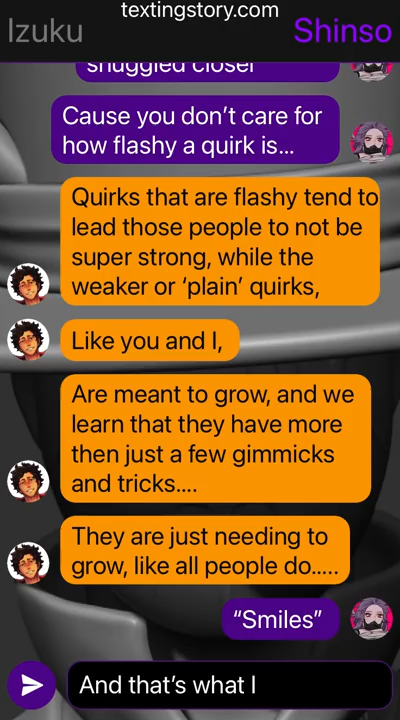 textingstory.com
Izuku
Shinso
snuggled closer
Cause you don’t care for
how flashy a quirk is...
Quirks that are flashy tend to
lead those people to not be
super strong, while the
weaker or ‘plain’ quirks,
Like you and I,
Are meant to grow, and we
learn that they have more
then just a few gimmicks
and tricks....
They are just needing to
grow, like all people do.....
“Smiles”
And that’s what I